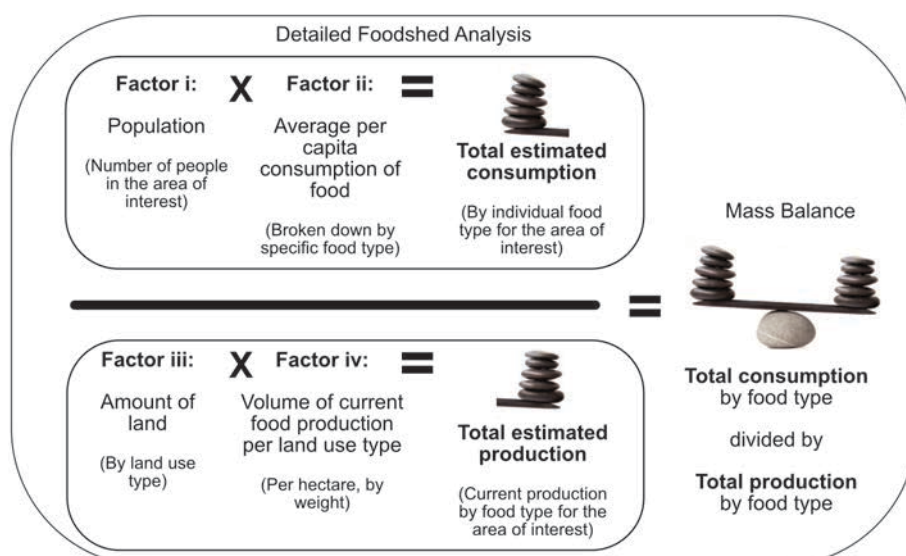 Detailed Foodshed Analysis
Factor i:
X
Factor ii:
=
Population
(Number of people
in the area of
interest)
Average per
capita
consumption of
food
(Broken down by
specific food type)
Total estimated
consumption
(By individual food
type for the area of
interest)
=
Mass Balance
Total consumption
by food type
divided by
Total production
by food type
Factor iii:
X
Factor iv:
=
Amount of
land
(By land use
type)
Volume of current
food production
per land use type
(Per hectare, by
weight)
Total estimated
production
(Current production
by food type for the
area of interest)